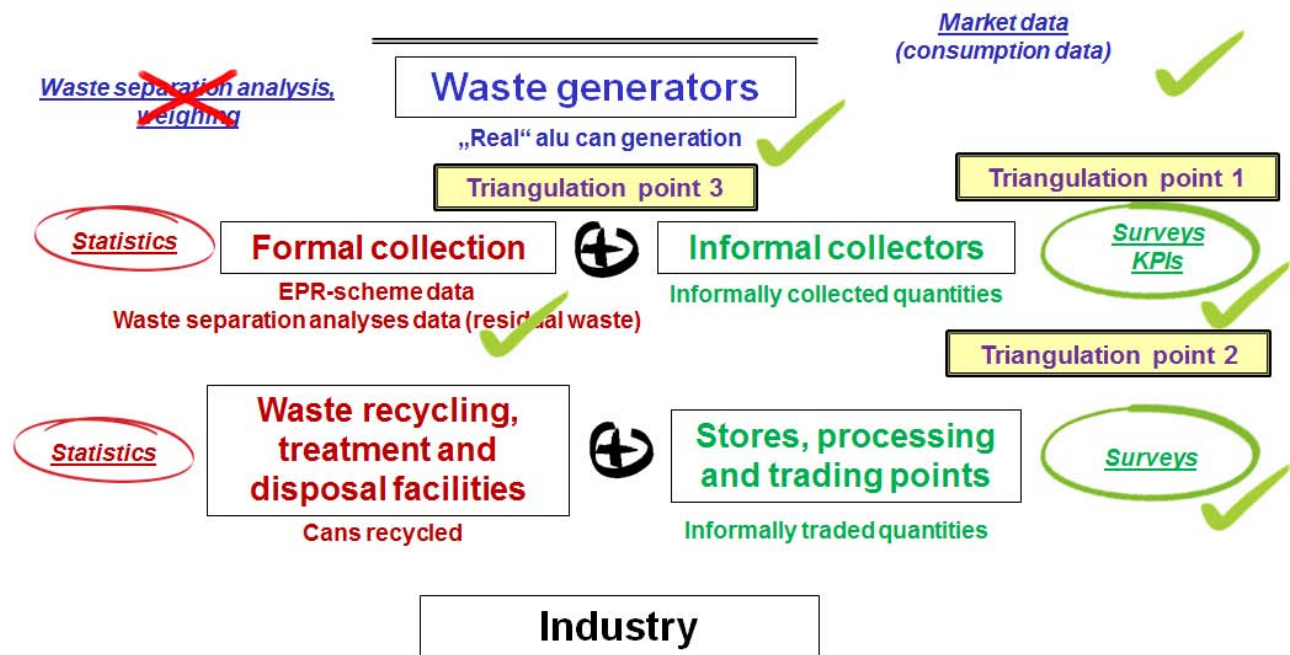 Market data
(consumption data)
Waste separation analysis,
weighing
Waste generators
„Real“ alu can generation
Triangulation point 3
Triangulation point 1
Statistics
Formal collection
Informal collectors
Surveys
KPIs
EPR-scheme data
Waste separation analyses data (residual waste)
Informally collected quantities
Triangulation point 2
Statistics
Waste recycling,
treatment and
disposal facilities
Stores, processing
and trading points
Surveys
Cans recycled
Informally traded quantities
Industry